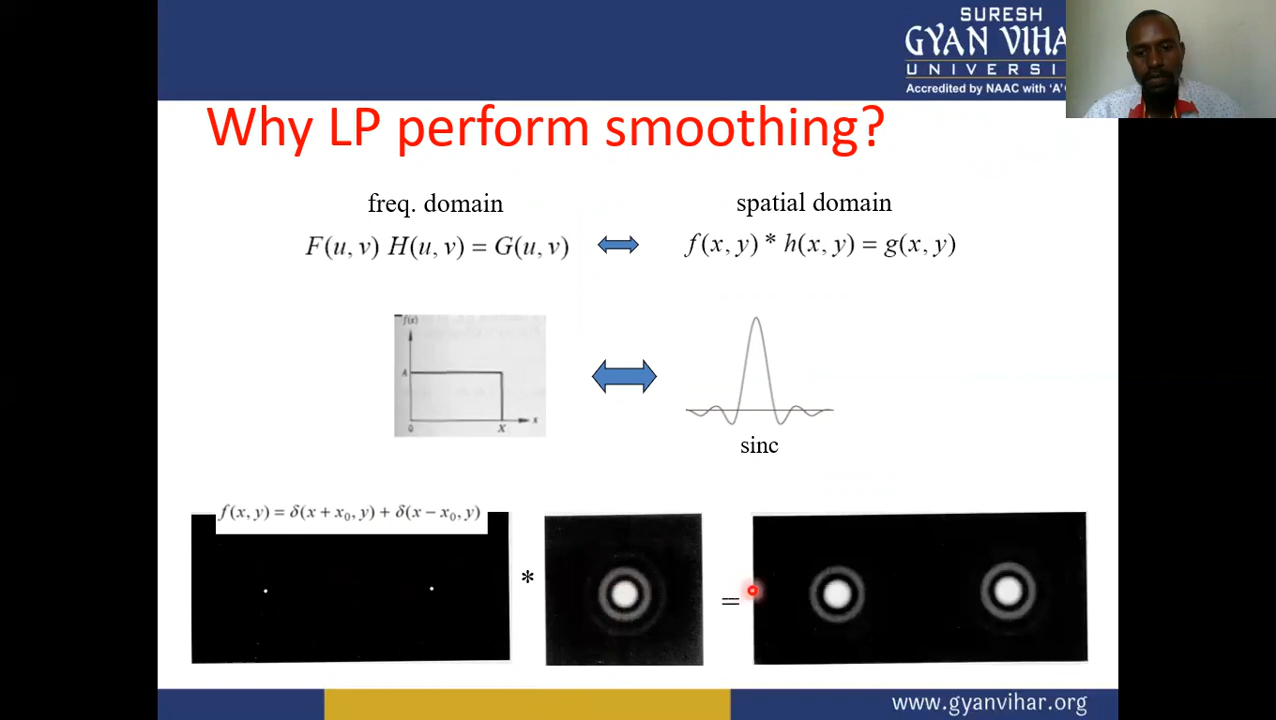 SURESH
GYAN VIHA
UNIVERSI
Accredited by NAAC with 'A'
Why LP perform smoothing?
freq. domain
spatial domain
F(u, v) H(u, v) = G(u, v)
f(x, y) * h(x, y) = g(x, y)
f(x)
A
0
X
x
sinc
f(x, y) = δ(x + x₀, y) + δ(x − x₀, y)
*
=
www.gyanvihar.org